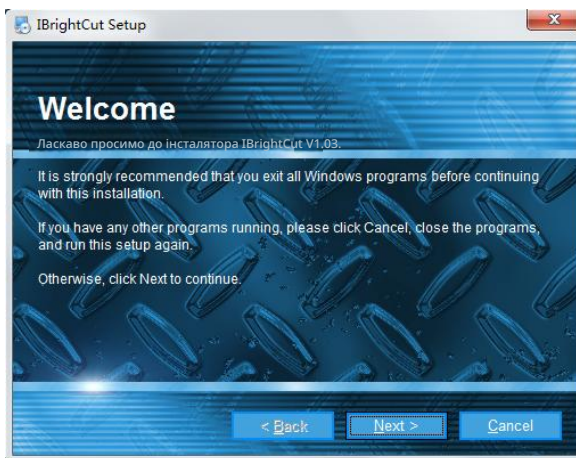 IBrightCut Setup
Welcome
Ласкаво просимо до інсталятора IBrightCut V1.03.
It is strongly recommended that you exit all Windows programs before continuing
with this installation.
If you have any other programs running, please click Cancel, close the programs,
and run this setup again.
Otherwise, click Next to continue.
< Back
Next >
Cancel